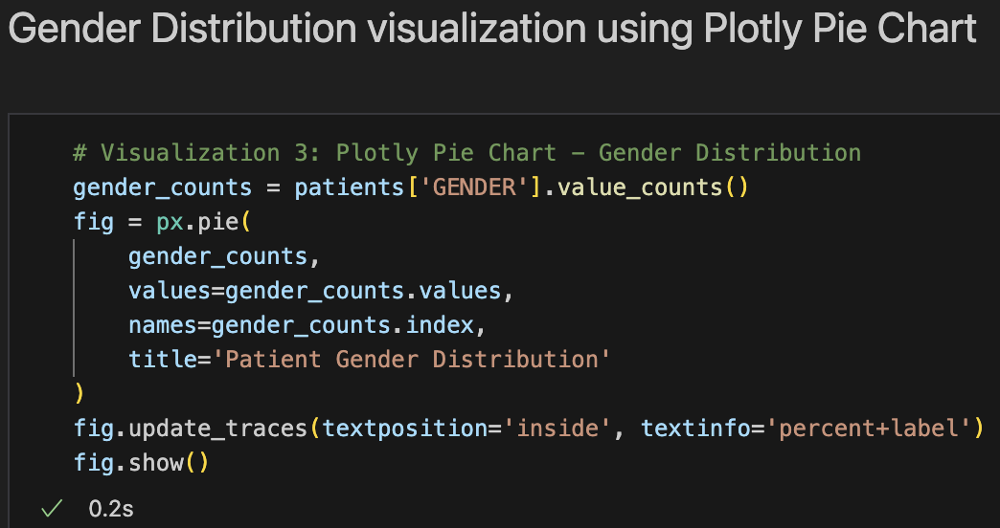 Gender Distribution visualization using Plotly Pie Chart
# Visualization 3: Plotly Pie Chart – Gender Distribution
gender_counts = patients['GENDER'].value_counts()
fig = px.pie(
    gender_counts,
    values=gender_counts.values,
    names=gender_counts.index,
    title='Patient Gender Distribution'
)
fig.update_traces(textposition='inside', textinfo='percent+label')
fig.show()
✓ 0.2s